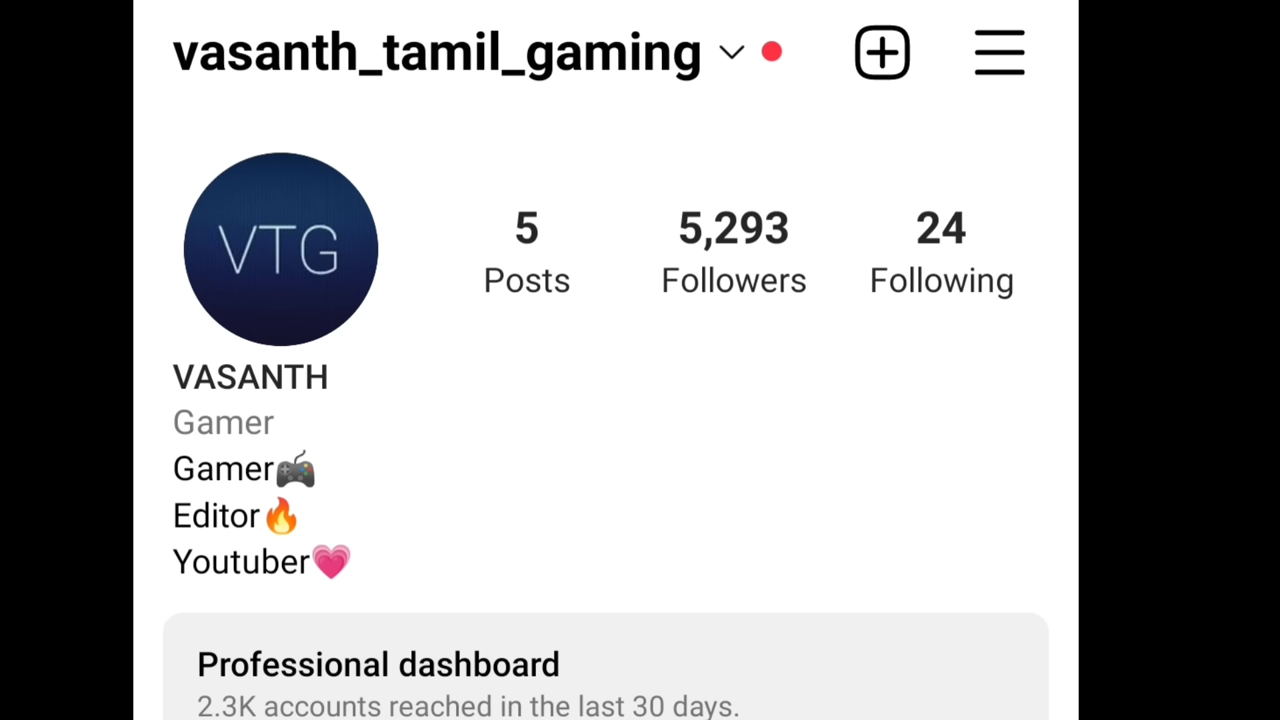 vasanth_tamil_gaming
VTG
5 5,293 24
Posts Followers Following
VASANTH
Gamer
Gamer🎮
Editor🔥
Youtuber💗
Professional dashboard
2.3K accounts reached in the last 30 days.